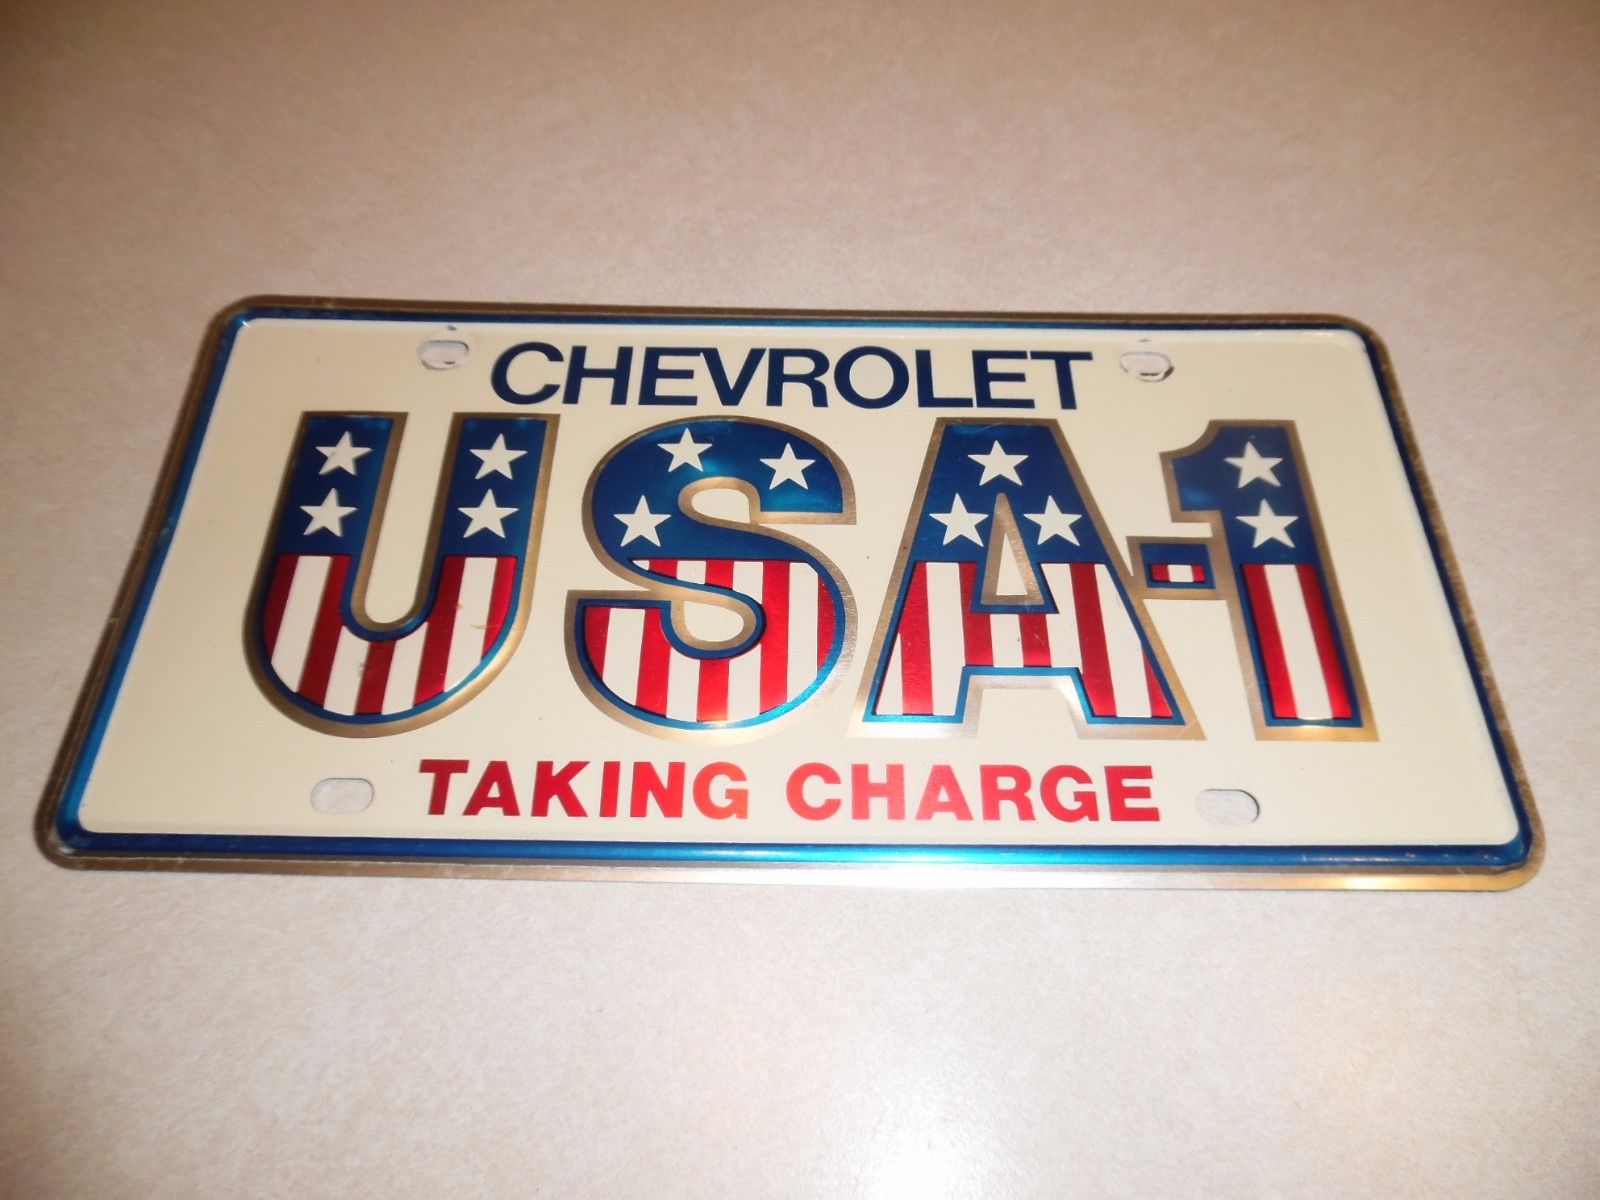 CHEVROLET
USA-1
TAKING CHARGE